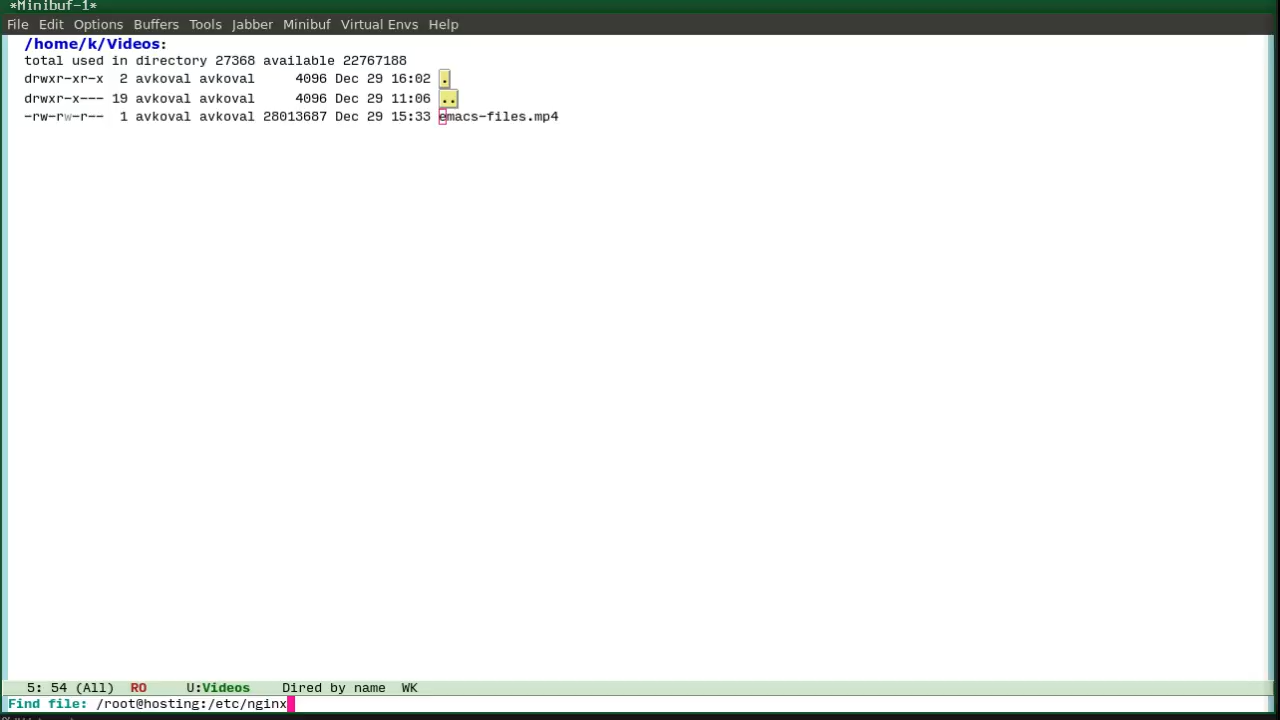 *Minibuf-1*
File Edit Options Buffers Tools Jabber Minibuf Virtual Envs Help
/home/k/Videos:
total used in directory 27368 available 22767188
drwxr-xr-x  2 avkoval avkoval     4096 Dec 29 16:02 .
drwxr-x--- 19 avkoval avkoval     4096 Dec 29 11:06 ..
-rw-rw-r--  1 avkoval avkoval 28013687 Dec 29 15:33 emacs-files.mp4
5: 54 (All)  RO     U:Videos    Dired by name  WK
Find file: /root@hosting:/etc/nginx